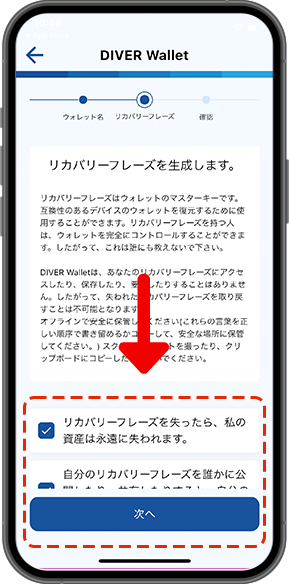 DIVER Wallet
ウォレット名 リカバリーフレーズ 確認
リカバリーフレーズを生成します。
リカバリーフレーズはウォレットのマスターキーです。
互換性のあるデバイスのウォレットを復元するために使
用することができます。リカバリーフレーズを持つ人
は、ウォレットを完全にコントロールすることができま
す。したがって、これは誰にも教えないで下さい。
DIVER Walletは、あなたのリカバリーフレーズにアクセ
スしたり、保存したり、要 したりすることはありませ
ん。したがって、失われた カバリーフレーズを取り戻
すことは不可能となります
オフラインで安全に保管し ください(これらの言葉を正
しい順序で書き留めるかコ ーして、安全な場所に保管
してください。) スク ットを撮ったり、クリ
ップボードにコピーした でください。
リカバリーフレーズを失ったら、私の
資産は永遠に失われます。
自分のリカバリーフレーズを誰かに公
次へ